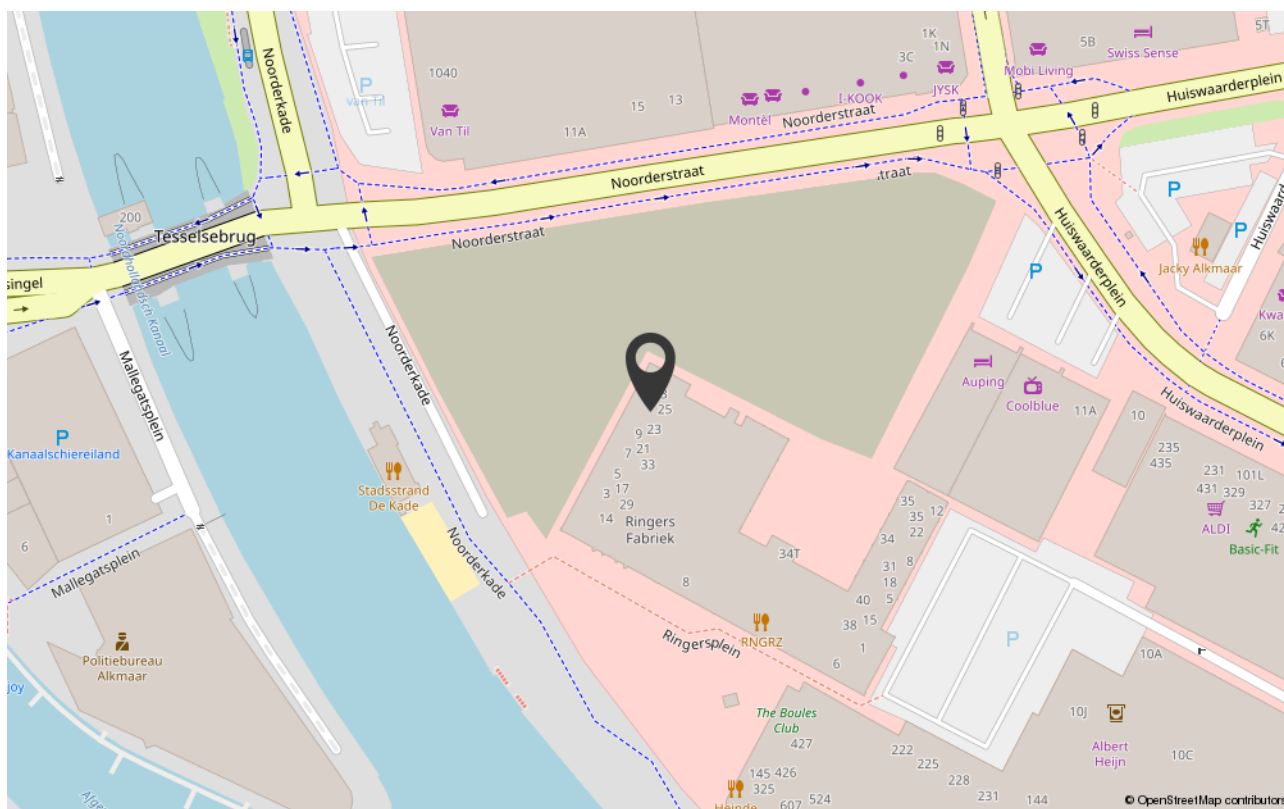 Noorderkade
van Til
1040
Van Til
15
13
11A
Montèl
I-KOOK
3C
1K
1N
JYSK
Mobi Living
5B
Swiss Sense
5T
Huiswaarderplein
Noorderstraat
Noorderstraat
Noorderstraat
straat
200
Tesselsebrug
singel
Noordhollandsch Kanaal
Mallegatsplein
Noorderkade
Huiswaarderplein
Huiswaard
Jacky Alkmaar
Kwa
6K
Auping
Coolblue
11A
10
Huiswaarderplein
25
23
9
21
7
33
5
17
3
29
14
Ringers
Fabriek
Kanaalschiereiland
1
6
Mallegatsplein
Stadsstrand
De Kade
Noorderkade
235
435
231
431
329
101L
327
ALDI
Basic-Fit
35
35
12
22
34
34T
31
8
18
5
40
38
15
1
6
8
RNGRZ
Ringersplein
Politiebureau
Alkmaar
joy
The Boules
Club
427
145
426
325
607
524
Heinde
222
225
228
231
144
10A
10J
Albert
Heijn
10C
© OpenStreetMap contributors